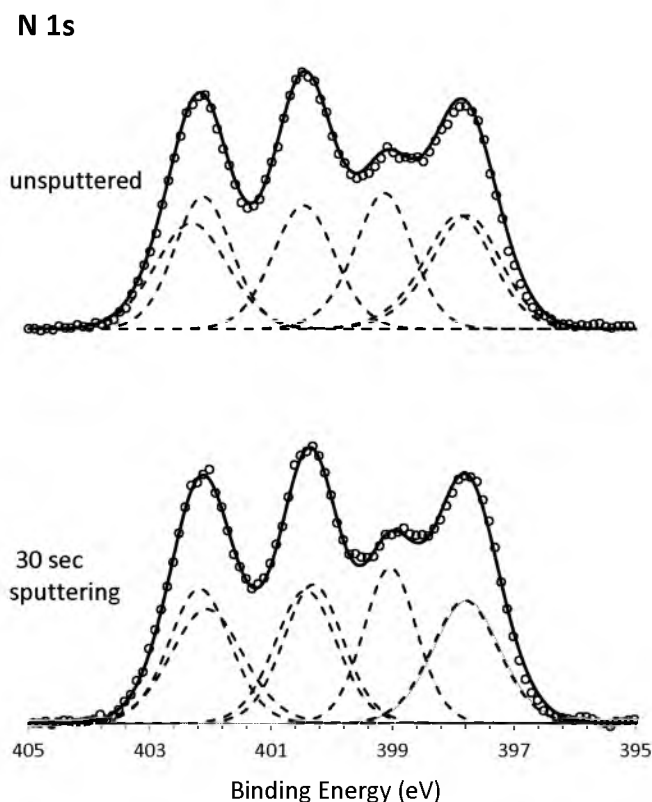 N 1s
unsputtered
30 sec
sputtering
405 403 401 399 397 395
Binding Energy (eV)